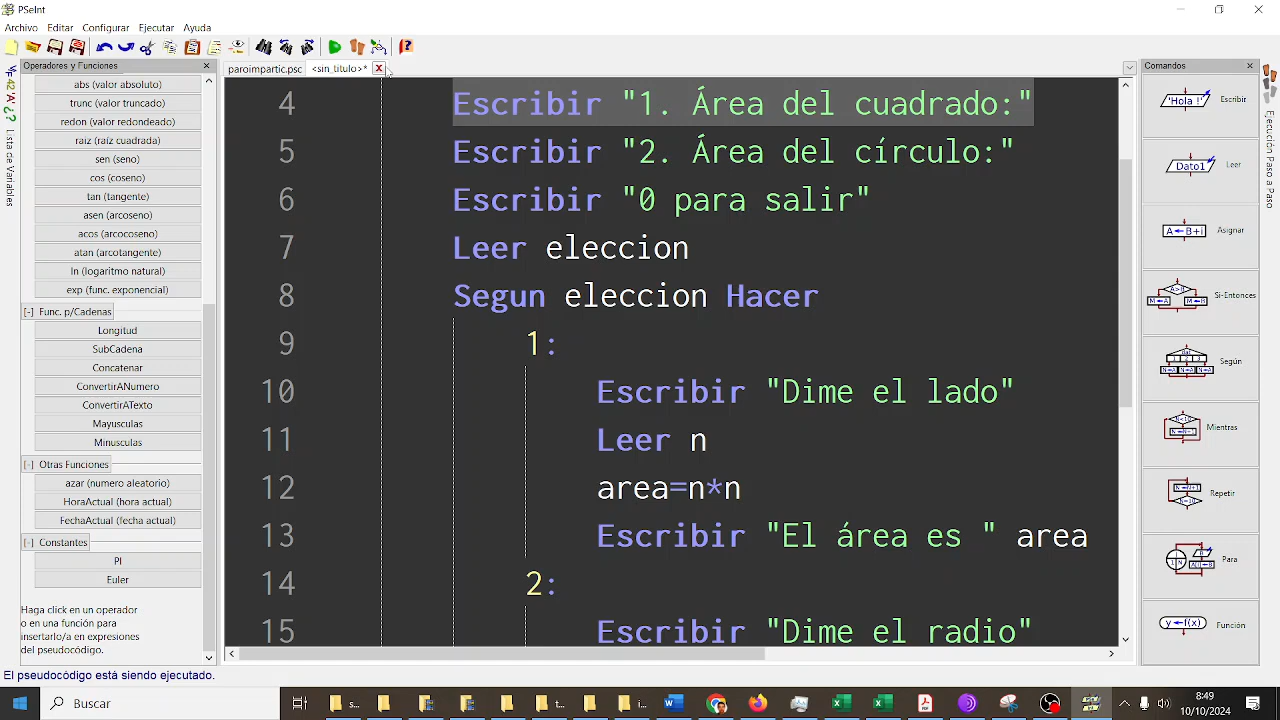 PSeInt
Archivo Editar Configurar Ejecutar Ayuda
Operadores y Funciones
paroimpartic.psc
<sin_titulo>*
Comandos
Lista de Variables
abs (valor absoluto)
trunc (valor truncado)
redon (valor redondeado)
raiz (raíz cuadrada)
sen (seno)
cos (coseno)
tan (tangente)
asen (arcoseno)
acos (arcocoseno)
atan (arcotangente)
ln (logaritmo natural)
exp (func. exponencial)
[-] Func. p/Cadenas
Longitud
SubCadena
Concatenar
ConvertirANumero
ConvertirATexto
Mayusculas
Minusculas
[-] Otras Funciones
azar (numero aleatorio)
HoraActual (hora actual)
FechaActual (fecha actual)
[-] Constantes
PI
Euler
Haga click en un operador
o en una función para
insertarlo/a en expresiones
del pseudocódigo.
4 Escribir "1. Área del cuadrado:"
5 Escribir "2. Área del círculo:"
6 Escribir "0 para salir"
7 Leer eleccion
8 Segun eleccion Hacer
9 1:
10 Escribir "Dime el lado"
11 Leer n
12 area=n*n
13 Escribir "El área es " area
14 2:
15 Escribir "Dime el radio"
'Hola !' Escribir
Dato1 Leer
A←B+i Asignar
Si-Entonces
Según
Mientras
Repetir
Para
y←f(x) Función
Ejecución Paso a Paso
El pseudocódigo está siendo ejecutado.
Buscar
s...
t...
i...
8:49
10/10/2024